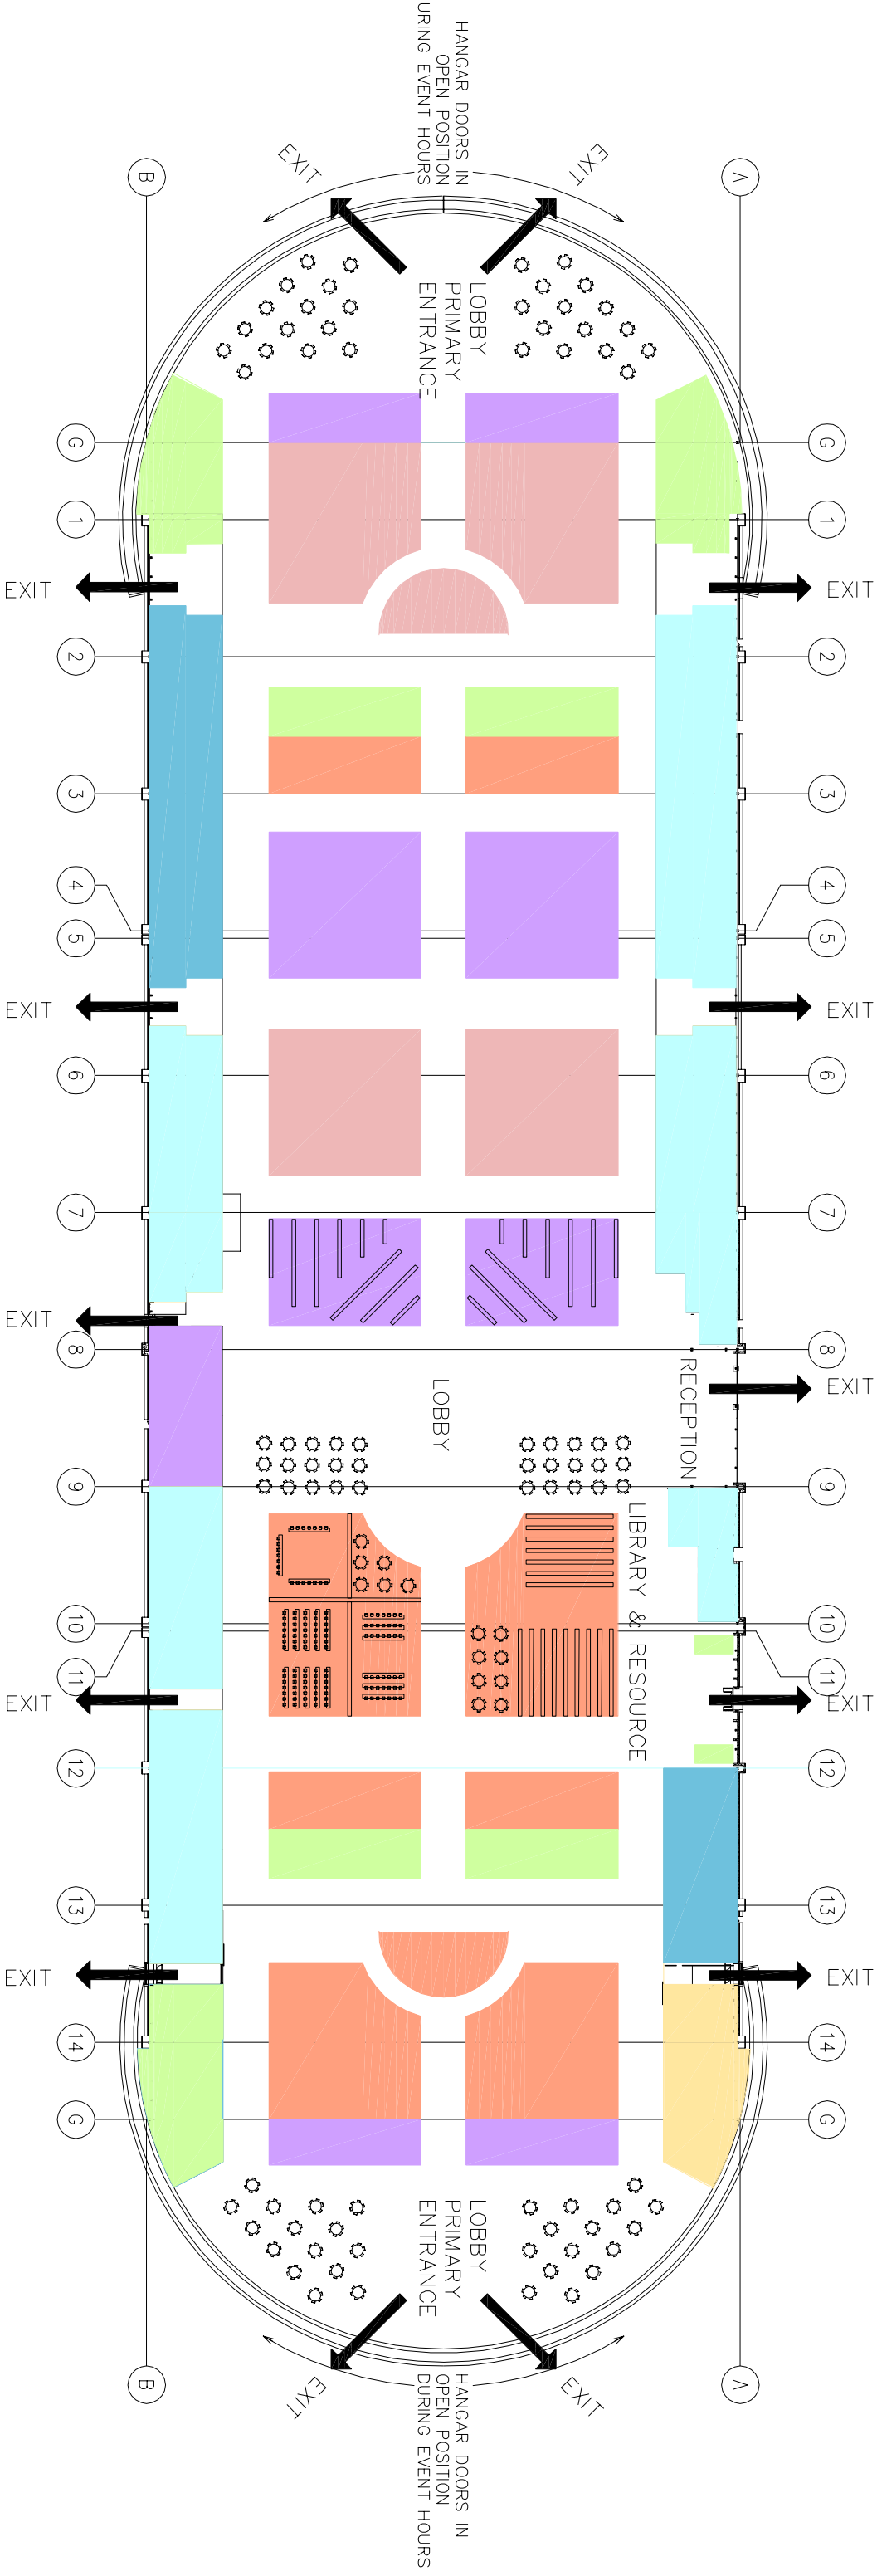 HANGAR DOORS IN
OPEN POSITION
URING EVENT HOURS
EXIT
EXIT
B
A
LOBBY
PRIMARY
ENTRANCE
G
G
1
1
EXIT
EXIT
2
2
3
3
4
4
5
5
EXIT
EXIT
6
6
7
7
EXIT
8
8
RECEPTION
EXIT
LOBBY
9
9
LIBRARY & RESOURCE
10
10
11
11
EXIT
EXIT
12
12
13
13
EXIT
EXIT
14
14
G
G
LOBBY
PRIMARY
ENTRANCE
EXIT
EXIT
B
A
HANGAR DOORS IN
OPEN POSITION
DURING EVENT HOURS